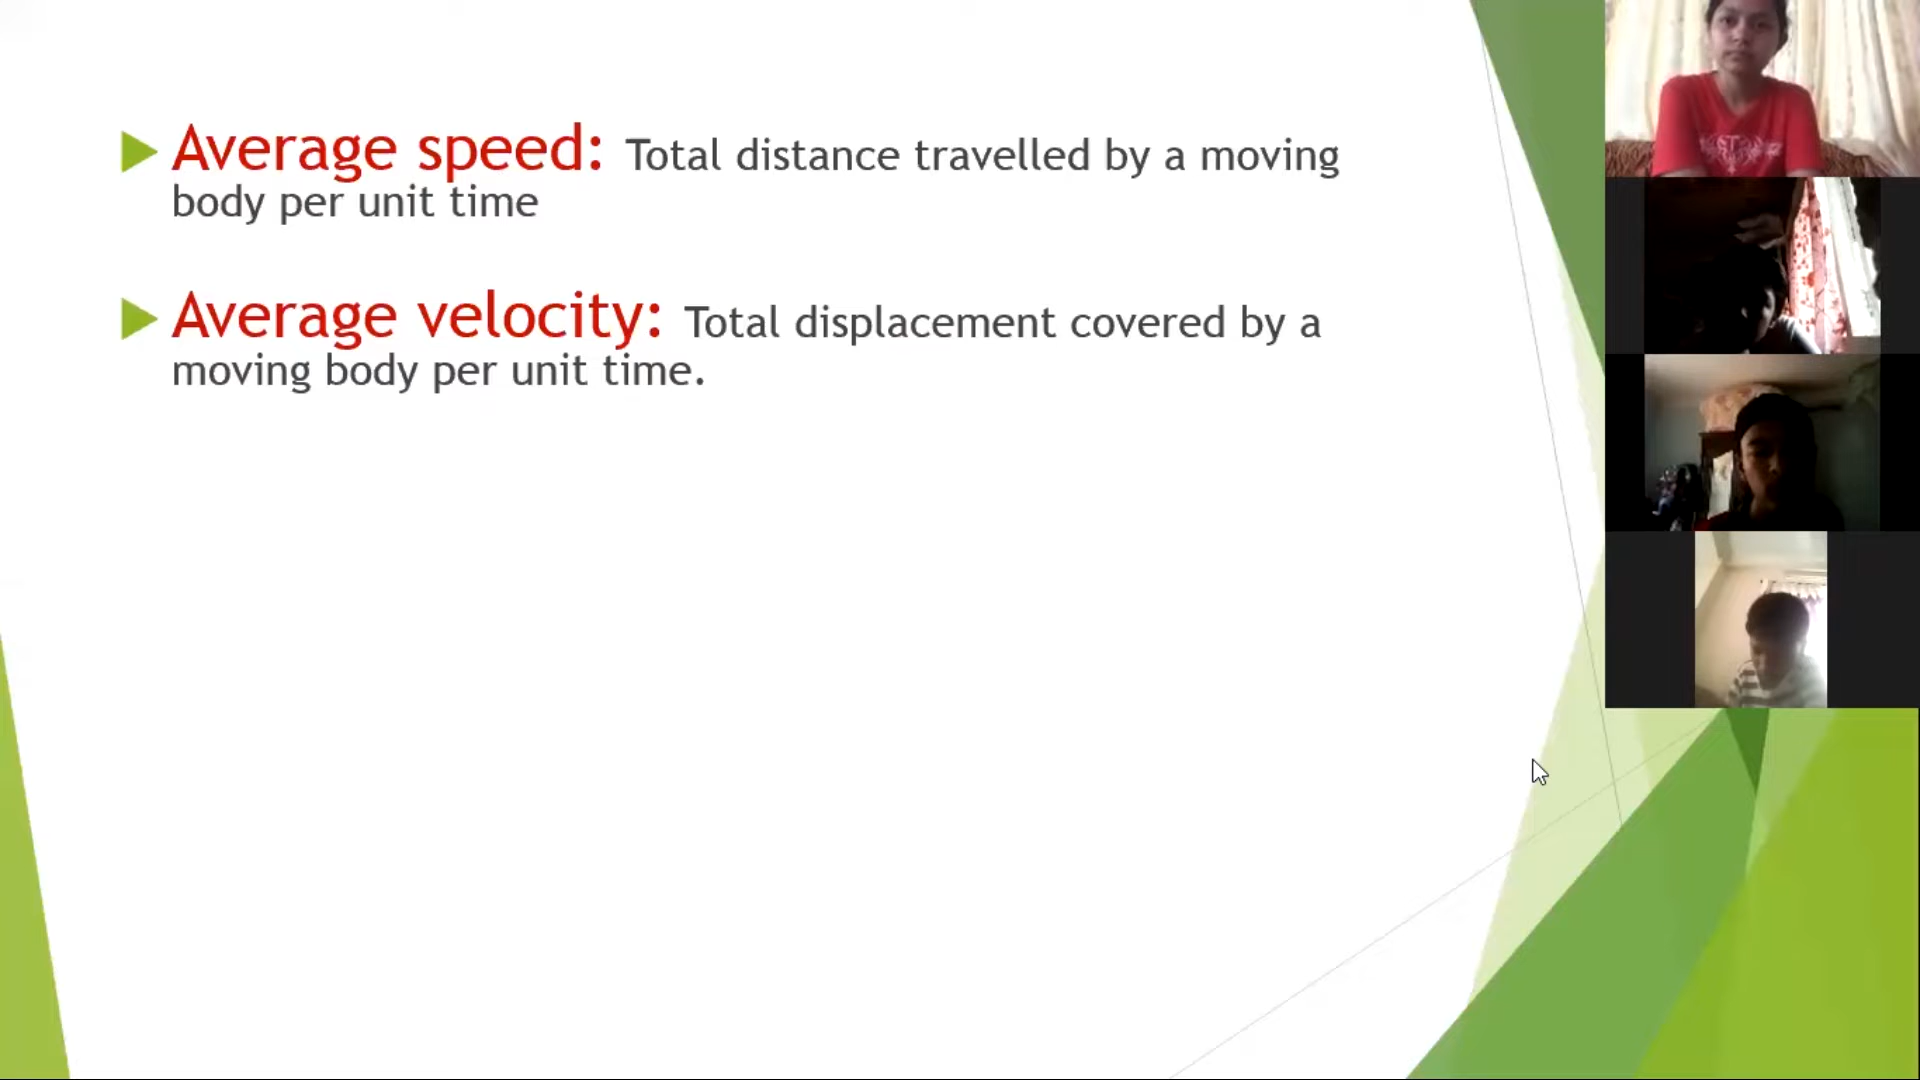 Average speed: Total distance travelled by a moving
body per unit time
Average velocity: Total displacement covered by a
moving body per unit time.